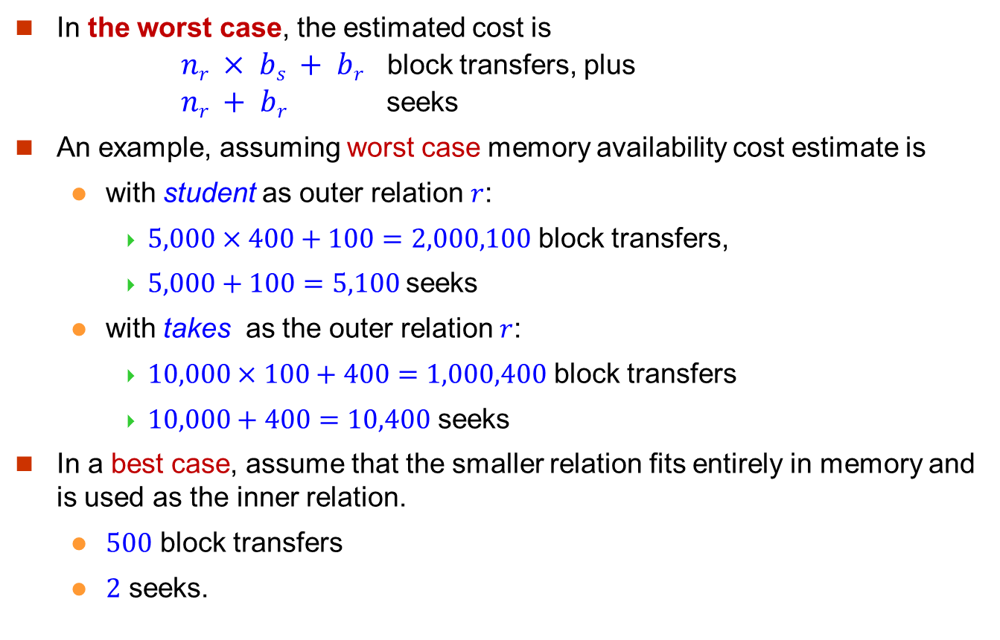 In the worst case, the estimated cost is
n_r × b_s + b_r block transfers, plus
n_r + b_r seeks
An example, assuming worst case memory availability cost estimate is
with student as outer relation r:
5,000 × 400 + 100 = 2,000,100 block transfers,
5,000 + 100 = 5,100 seeks
with takes as the outer relation r:
10,000 × 100 + 400 = 1,000,400 block transfers
10,000 + 400 = 10,400 seeks
In a best case, assume that the smaller relation fits entirely in memory and
is used as the inner relation.
500 block transfers
2 seeks.